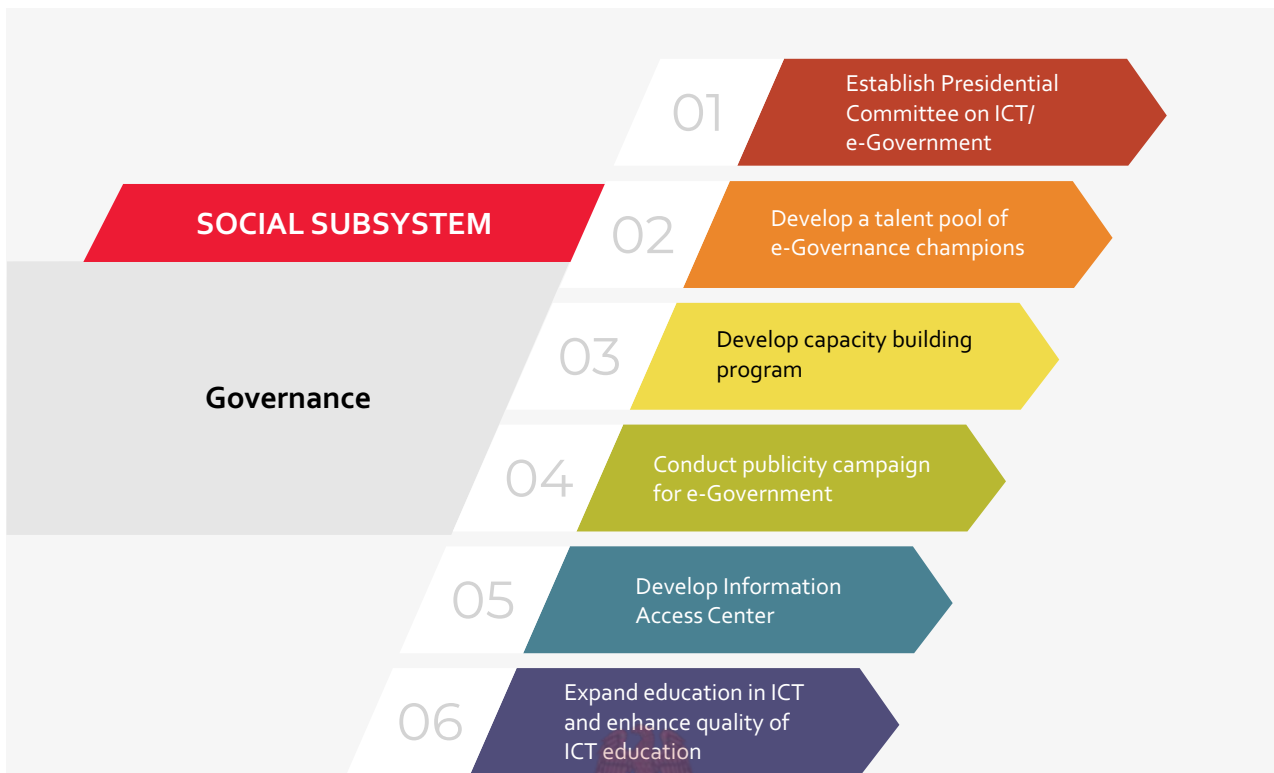 SOCIAL SUBSYSTEM
Governance
01
Establish Presidential
Committee on ICT/
e-Government
02
Develop a talent pool of
e-Governance champions
03
Develop capacity building
program
04
Conduct publicity campaign
for e-Government
05
Develop Information
Access Center
06
Expand education in ICT
and enhance quality of
ICT education